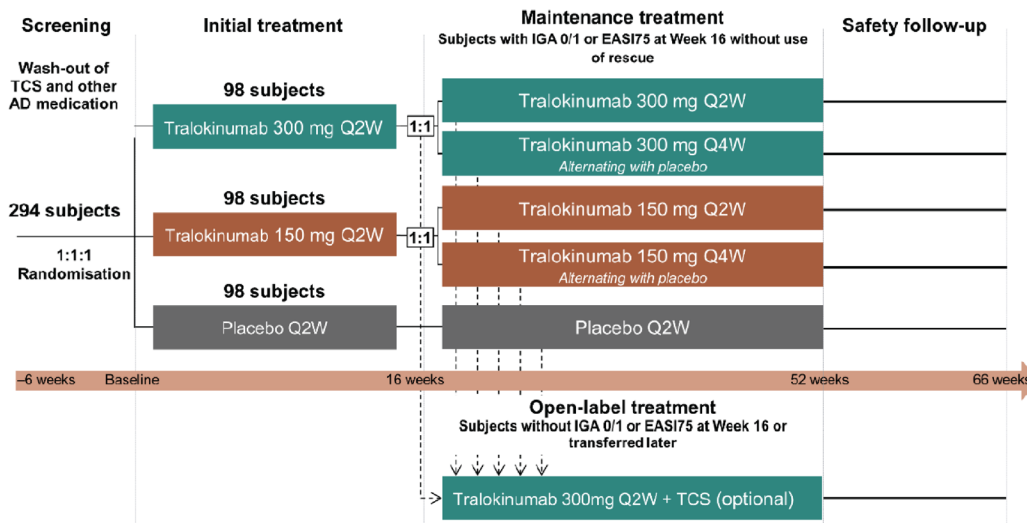 Screening
Initial treatment
Maintenance treatment
Safety follow-up
Subjects with IGA 0/1 or EASI75 at Week 16 without use
of rescue
Wash-out of
TCS and other
AD medication
98 subjects
Tralokinumab 300 mg Q2W
1:1
Tralokinumab 300 mg Q2W
Tralokinumab 300 mg Q4W
Alternating with placebo
294 subjects
1:1:1
Randomisation
98 subjects
Tralokinumab 150 mg Q2W
1:1
Tralokinumab 150 mg Q2W
Tralokinumab 150 mg Q4W
Alternating with placebo
98 subjects
Placebo Q2W
Placebo Q2W
–6 weeks
Baseline
16 weeks
52 weeks
66 weeks
Open-label treatment
Subjects without IGA 0/1 or EASI75 at Week 16 or
transferred later
Tralokinumab 300mg Q2W + TCS (optional)